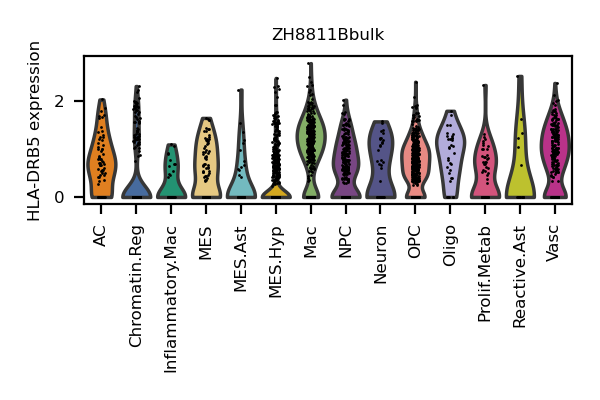 ZH8811Bbulk
HLA-DRB5 expression
2
0
AC
Chromatin.Reg
Inflammatory.Mac
MES
MES.Ast
MES.Hyp
Mac
NPC
Neuron
OPC
Oligo
Prolif.Metab
Reactive.Ast
Vasc